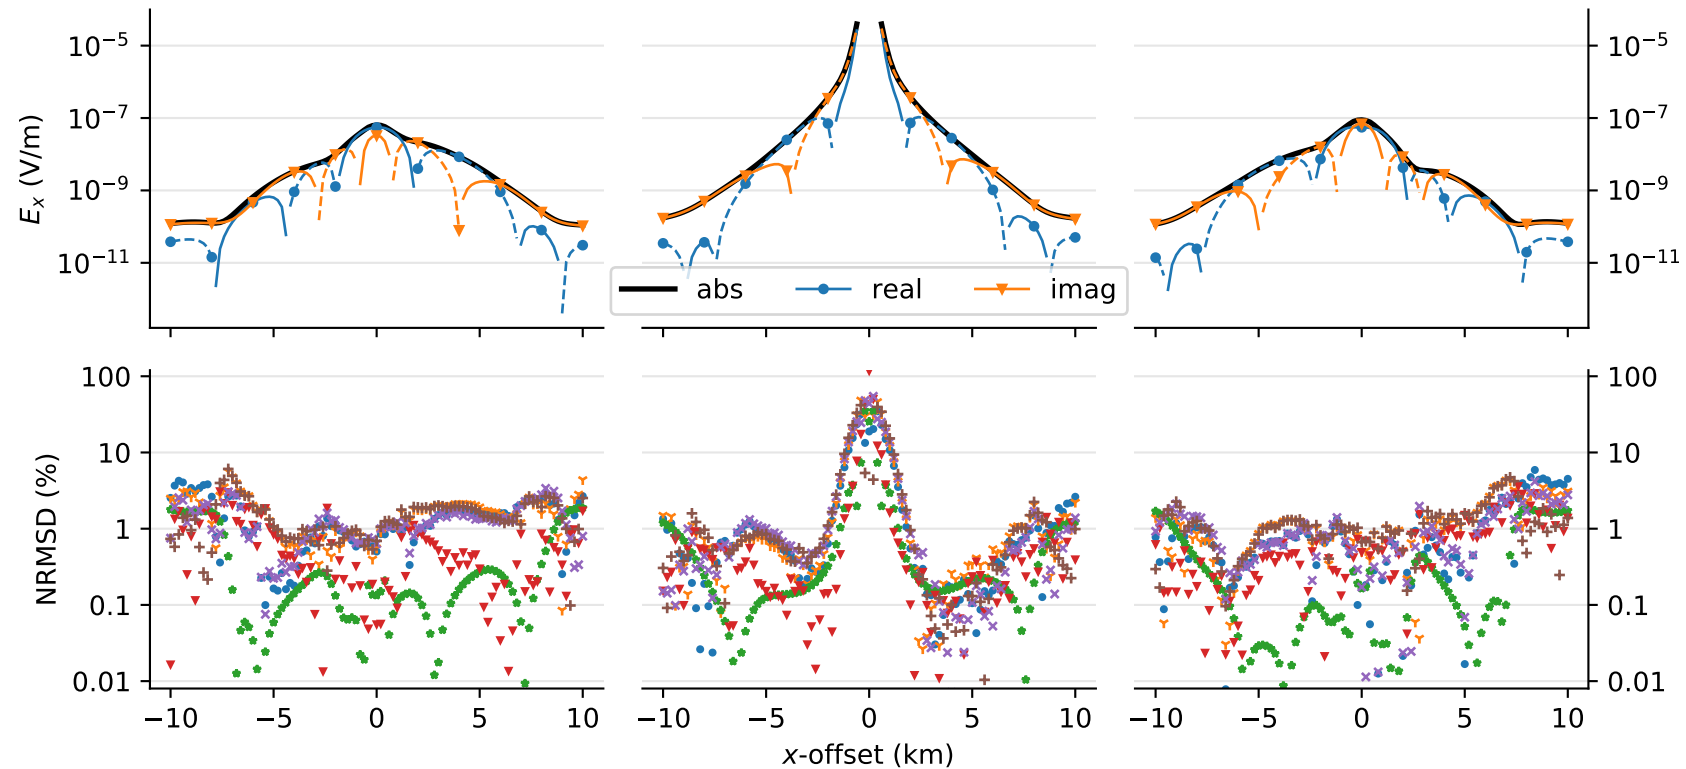 10⁻⁵ 10⁻⁵
10⁻⁷ 10⁻⁷
10⁻⁹ 10⁻⁹
10⁻¹¹ 10⁻¹¹
Eₓ (V/m)
abs real imag
100 100
10 10
1 1
0.1 0.1
0.01 0.01
NRMSD (%)
−10 −5 0 5 10 −10 −5 0 5 10 −10 −5 0 5 10
x-offset (km)